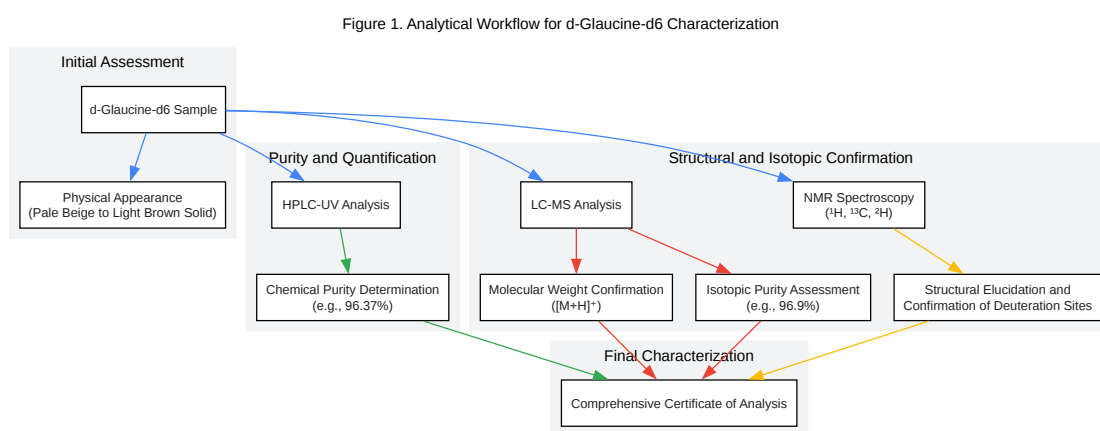 Figure 1. Analytical Workflow for d-Glaucine-d6 Characterization
Initial Assessment
d-Glaucine-d6 Sample
Physical Appearance
(Pale Beige to Light Brown Solid)
Purity and Quantification
HPLC-UV Analysis
Chemical Purity Determination
(e.g., 96.37%)
Structural and Isotopic Confirmation
LC-MS Analysis
NMR Spectroscopy
(¹H, ¹³C, ²H)
Molecular Weight Confirmation
([M+H]⁺)
Isotopic Purity Assessment
(e.g., 96.9%)
Structural Elucidation and
Confirmation of Deuteration Sites
Final Characterization
Comprehensive Certificate of Analysis